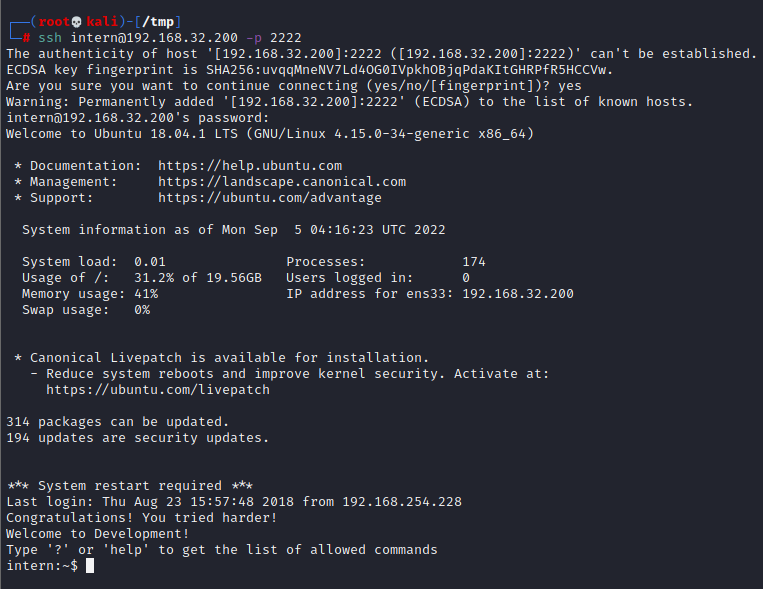 ┌──(root💀kali)-[/tmp]
└─# ssh intern@192.168.32.200 -p 2222
The authenticity of host '[192.168.32.200]:2222 ([192.168.32.200]:2222)' can't be established.
ECDSA key fingerprint is SHA256:uvqqMneNV7Ld4OG0IVpkhOBjqPdaKItGHRPfR5HCCVw.
Are you sure you want to continue connecting (yes/no/[fingerprint])? yes
Warning: Permanently added '[192.168.32.200]:2222' (ECDSA) to the list of known hosts.
intern@192.168.32.200's password:
Welcome to Ubuntu 18.04.1 LTS (GNU/Linux 4.15.0-34-generic x86_64)

 * Documentation:  https://help.ubuntu.com
 * Management:     https://landscape.canonical.com
 * Support:        https://ubuntu.com/advantage

  System information as of Mon Sep  5 04:16:23 UTC 2022

  System load:  0.01               Processes:            174
  Usage of /:   31.2% of 19.56GB   Users logged in:      0
  Memory usage: 41%                IP address for ens33: 192.168.32.200
  Swap usage:   0%

 * Canonical Livepatch is available for installation.
   - Reduce system reboots and improve kernel security. Activate at:
     https://ubuntu.com/livepatch

314 packages can be updated.
194 updates are security updates.

*** System restart required ***
Last login: Thu Aug 23 15:57:48 2018 from 192.168.254.228
Congratulations! You tried harder!
Welcome to Development!
Type '?' or 'help' to get the list of allowed commands
intern:~$